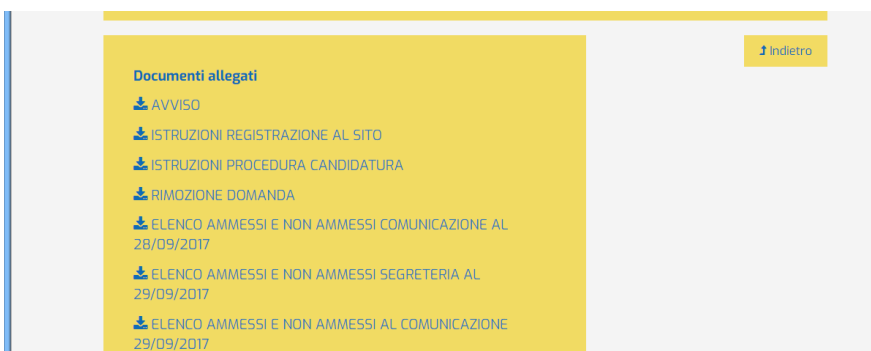 Indietro
Documenti allegati
AVVISO
ISTRUZIONI REGISTRAZIONE AL SITO
ISTRUZIONI PROCEDURA CANDIDATURA
RIMOZIONE DOMANDA
ELENCO AMMESSI E NON AMMESSI COMUNICAZIONE AL
28/09/2017
ELENCO AMMESSI E NON AMMESSI SEGRETERIA AL
29/09/2017
ELENCO AMMESSI E NON AMMESSI AL COMUNICAZIONE
29/09/2017